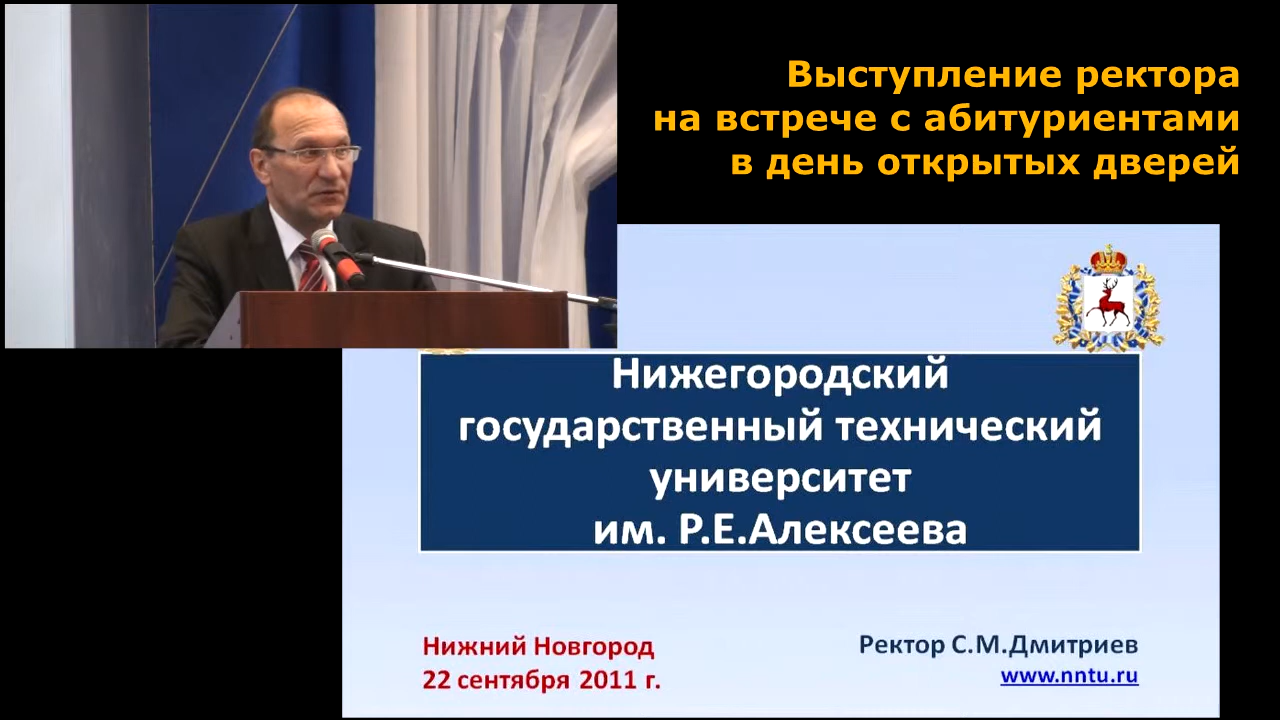 Выступление ректора
на встрече с абитуриентами
в день открытых дверей
Нижегородский
государственный технический
университет
им. Р.Е.Алексеева
Нижний Новгород
22 сентября 2011 г.
Ректор С.М.Дмитриев
www.nntu.ru